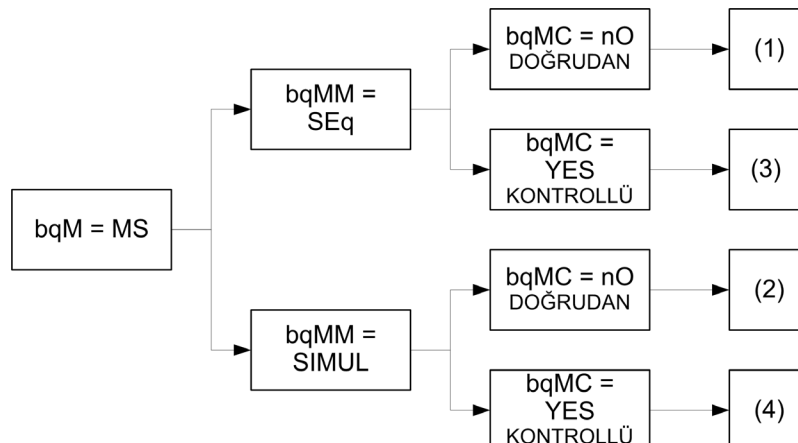 bqMC = nO
DOĞRUDAN
(1)
bqMM =
SEq
bqMC =
YES
KONTROLLÜ
(3)
bqM = MS
bqMC = nO
DOĞRUDAN
(2)
bqMM =
SIMUL
bqMC =
YES
KONTROLLÜ
(4)